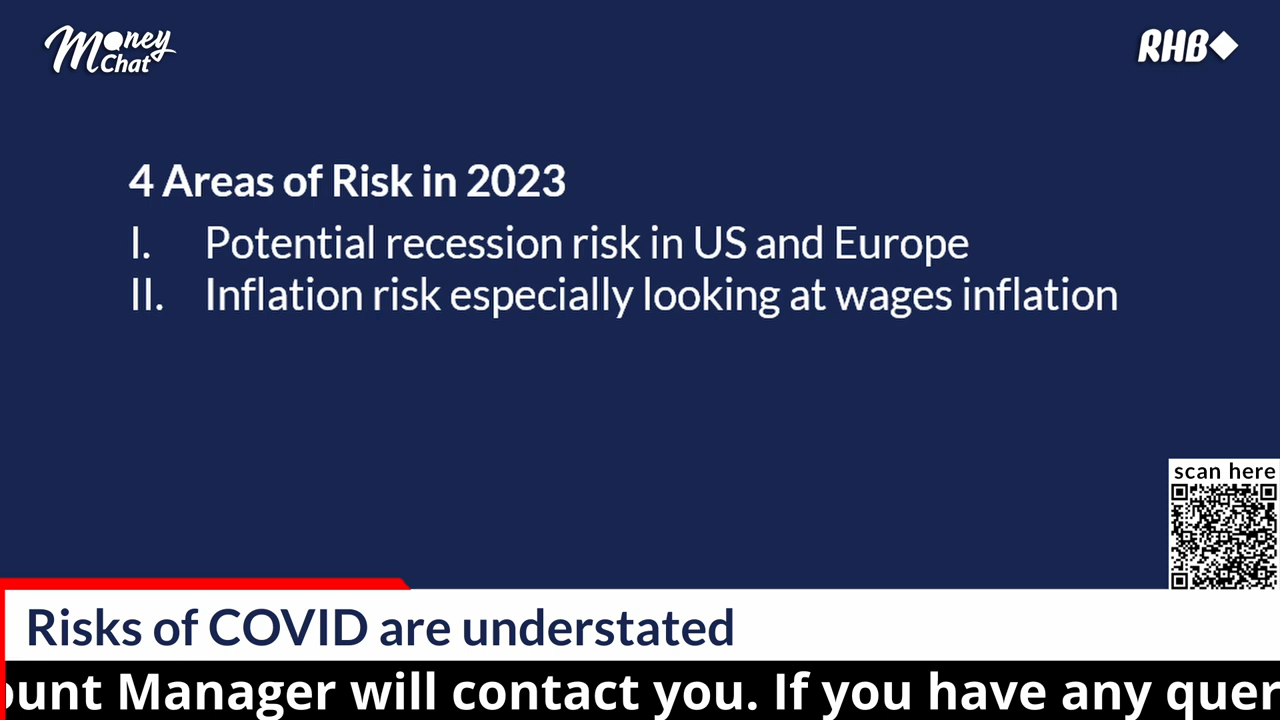 Money Chat
RHB
4 Areas of Risk in 2023
I. Potential recession risk in US and Europe
II. Inflation risk especially looking at wages inflation
scan here
Risks of COVID are understated
ount Manager will contact you. If you have any quer